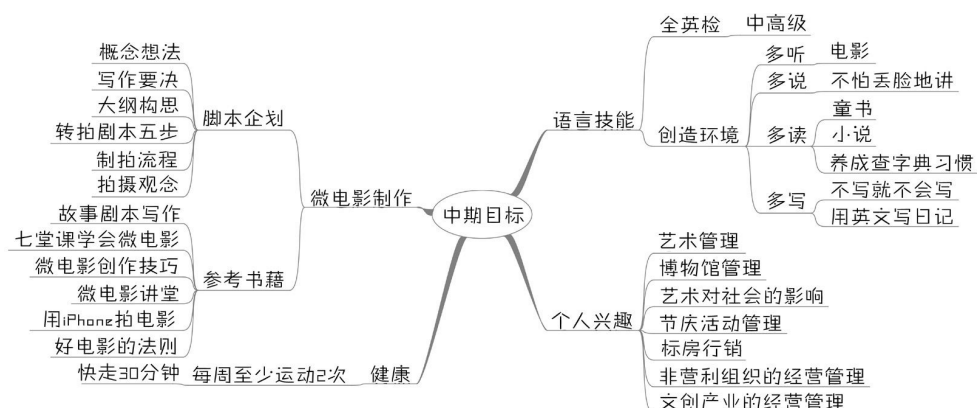 中期目标
语言技能
全英检
中高级
创造环境
多听
电影
多说
不怕丢脸地讲
多读
童书
小说
养成查字典习惯
多写
不写就不会写
用英文写日记
个人兴趣
艺术管理
博物馆管理
艺术对社会的影响
节庆活动管理
标房行销
非营利组织的经营管理
文创产业的经营管理
微电影制作
脚本企划
概念想法
写作要决
大纲构思
转拍剧本五步
制拍流程
拍摄观念
参考书籍
故事剧本写作
七堂课学会微电影
微电影创作技巧
微电影讲堂
用iPhone拍电影
好电影的法则
健康
每周至少运动2次
快走30分钟